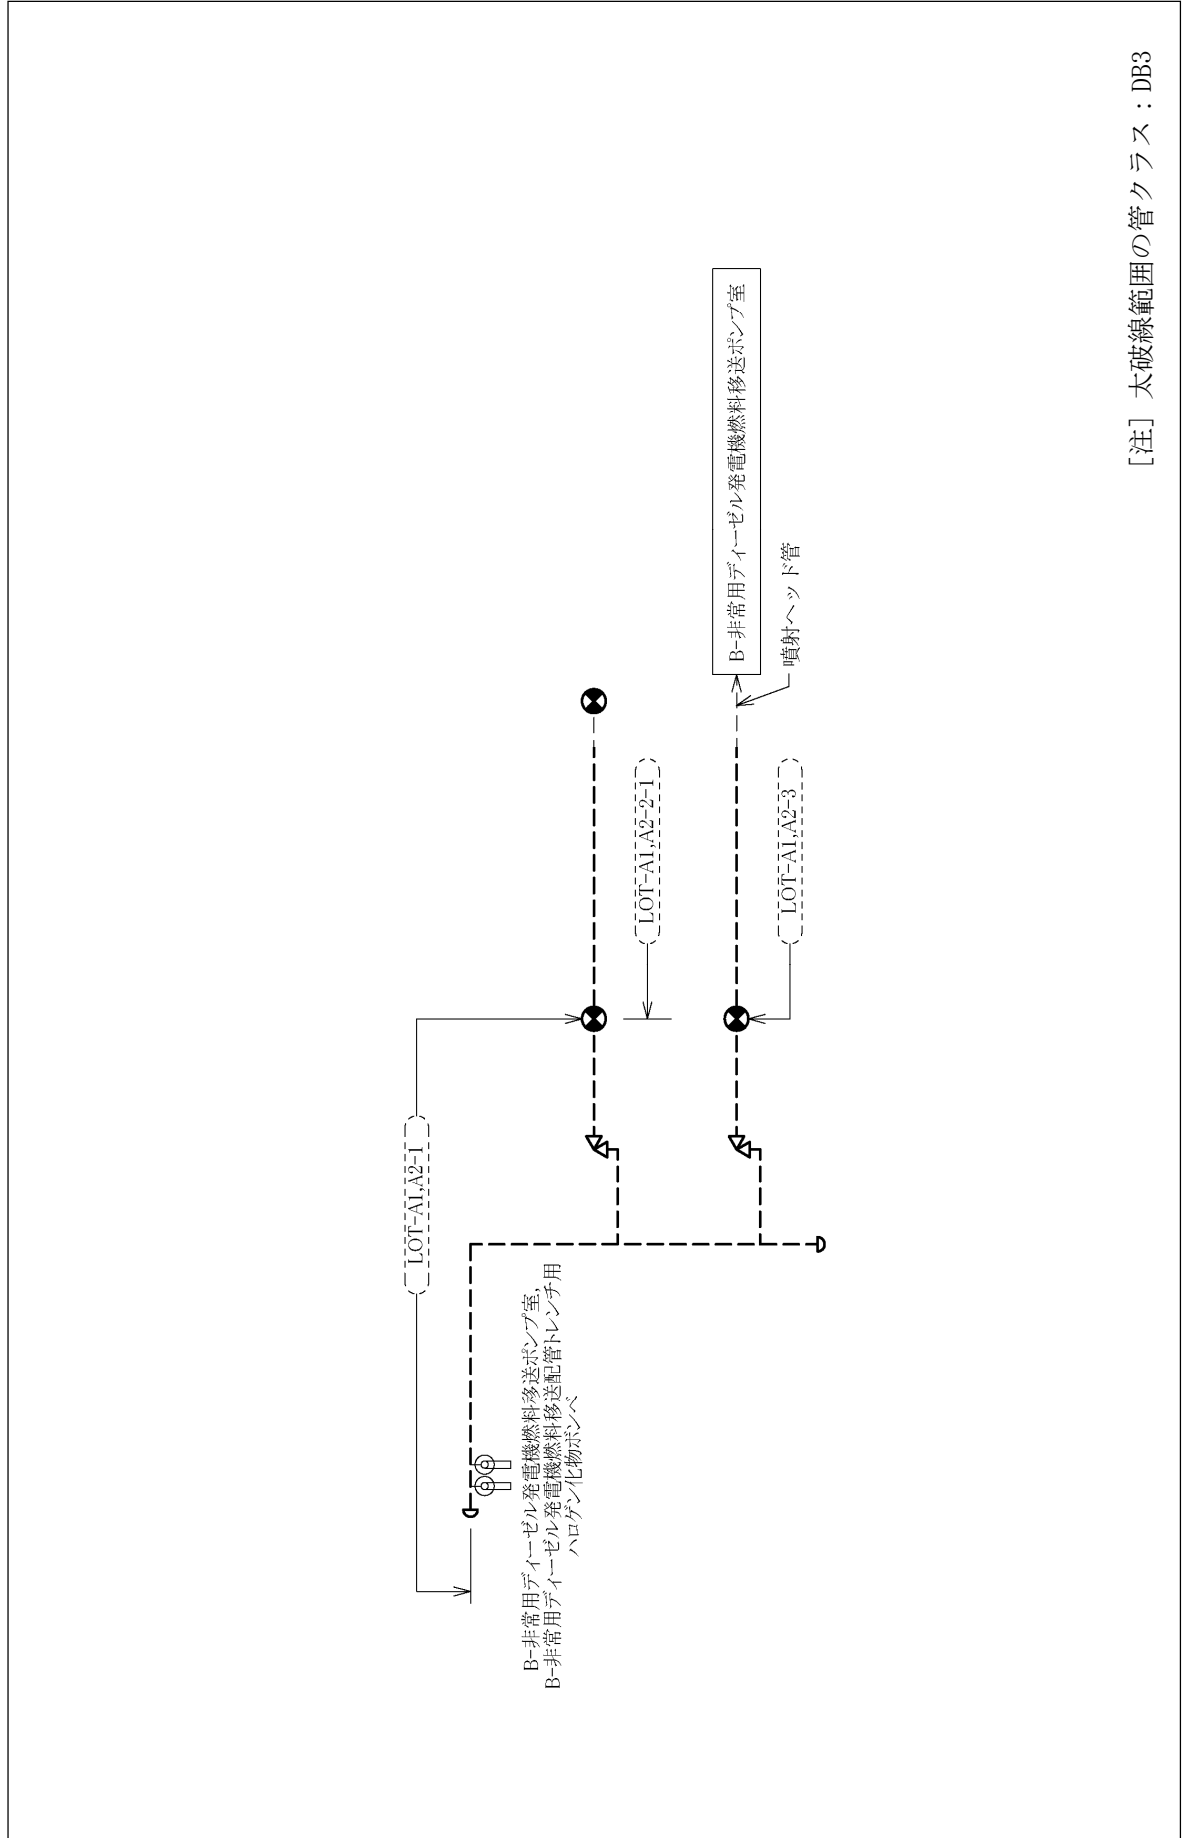 LOT-A1,A2-1
B-非常用ディーゼル発電機燃料移送ポンプ室,
B-非常用ディーゼル発電機燃料移送配管トレンチ用
ハロゲン化物ボンベ
LOT-A1,A2-2-1
B-非常用ディーゼル発電機燃料移送ポンプ室
噴射ヘッド管
LOT-A1,A2-3
[注] 太破線範囲の管クラス：DB3